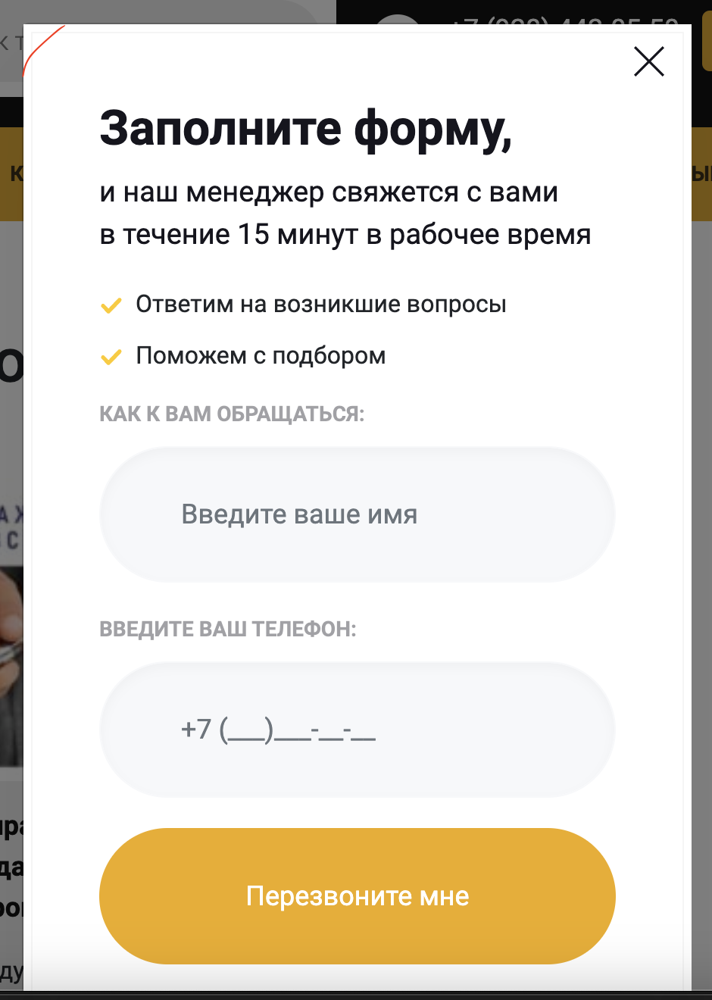 Заполните форму,
и наш менеджер свяжется с вами
в течение 15 минут в рабочее время
Ответим на возникшие вопросы
Поможем с подбором
КАК К ВАМ ОБРАЩАТЬСЯ:
Введите ваше имя
ВВЕДИТЕ ВАШ ТЕЛЕФОН:
+7 (___)___-__-__
Перезвоните мне